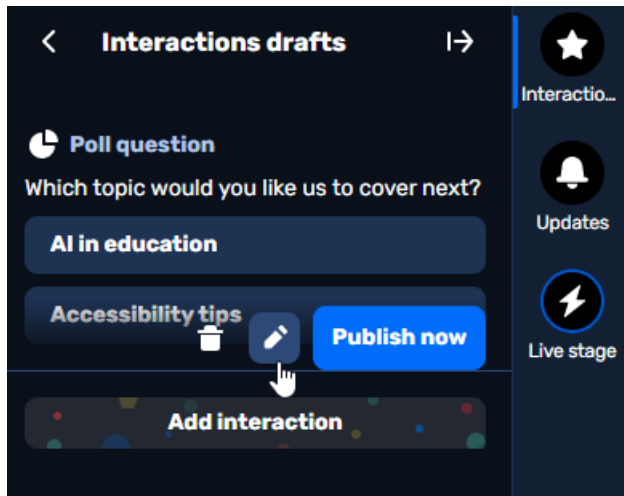 Interactions drafts
Interactio...
Poll question
Which topic would you like us to cover next?
AI in education
Updates
Accessibility tips
Publish now
Live stage
Add interaction